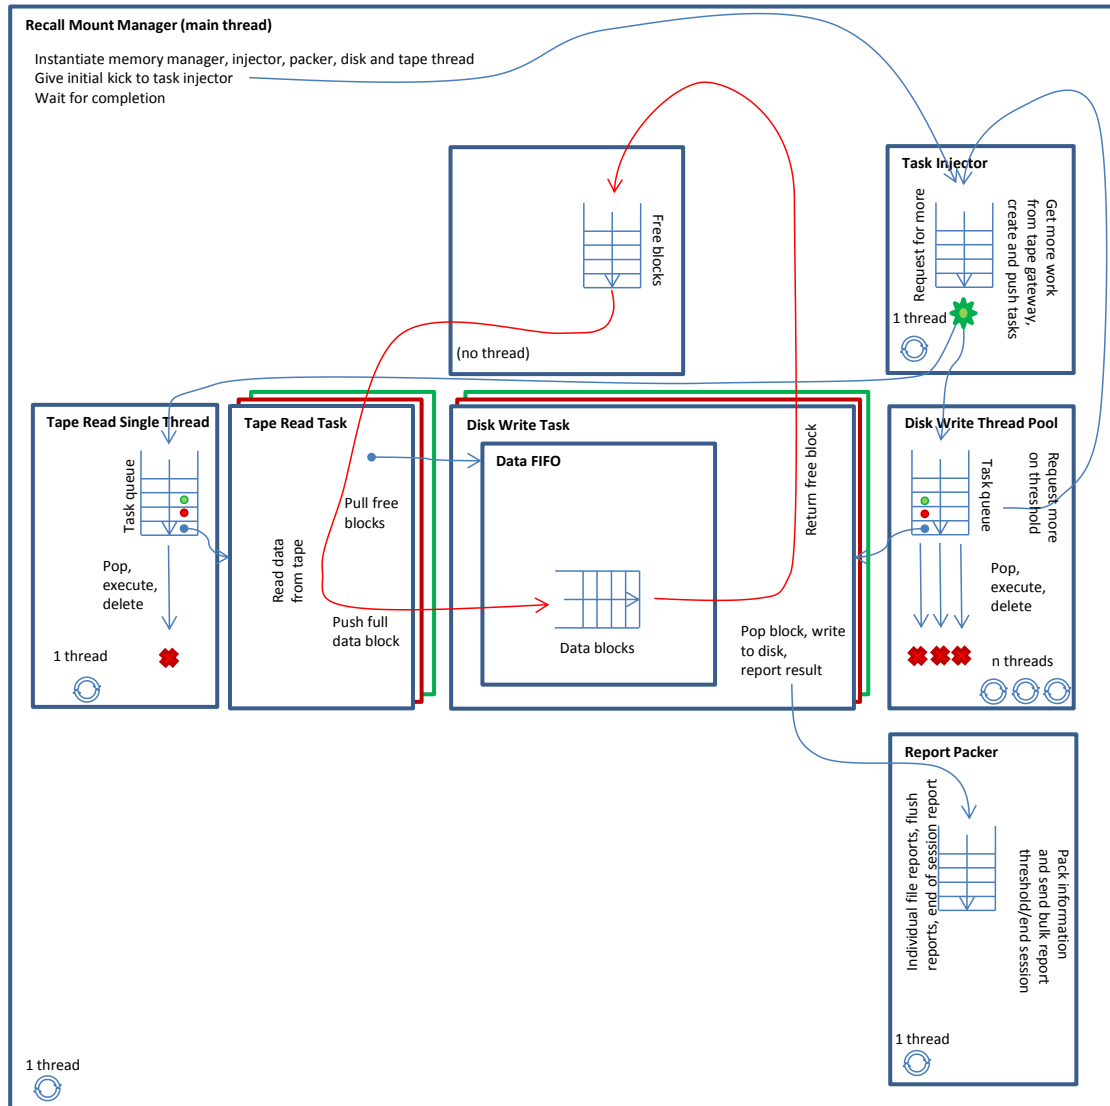 Recall Mount Manager (main thread)
Instantiate memory manager, injector, packer, disk and tape thread
Give initial kick to task injector
Wait for completion
Free blocks
(no thread)
Task Injector
Request for more
Get more work
from tape gateway,
create and push tasks
1 thread
Tape Read Single Thread
Task queue
Pop,
execute,
delete
1 thread
Tape Read Task
Pull free
blocks
Read data
from tape
Push full
data block
Disk Write Task
Data FIFO
Data blocks
Return free block
Pop block, write
to disk,
report result
Disk Write Thread Pool
Task queue
Request more
on threshold
Pop,
execute,
delete
n threads
Report Packer
Individual file reports, flush
reports, end of session report
Pack information
and send bulk report
threshold/end session
1 thread
1 thread